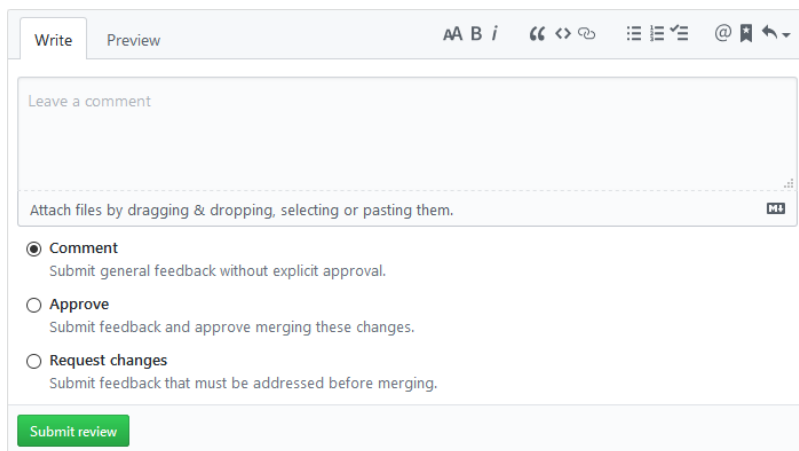 Write Preview AA B i “ <> @
Leave a comment
Attach files by dragging & dropping, selecting or pasting them. M↓
Comment
Submit general feedback without explicit approval.
Approve
Submit feedback and approve merging these changes.
Request changes
Submit feedback that must be addressed before merging.
Submit review